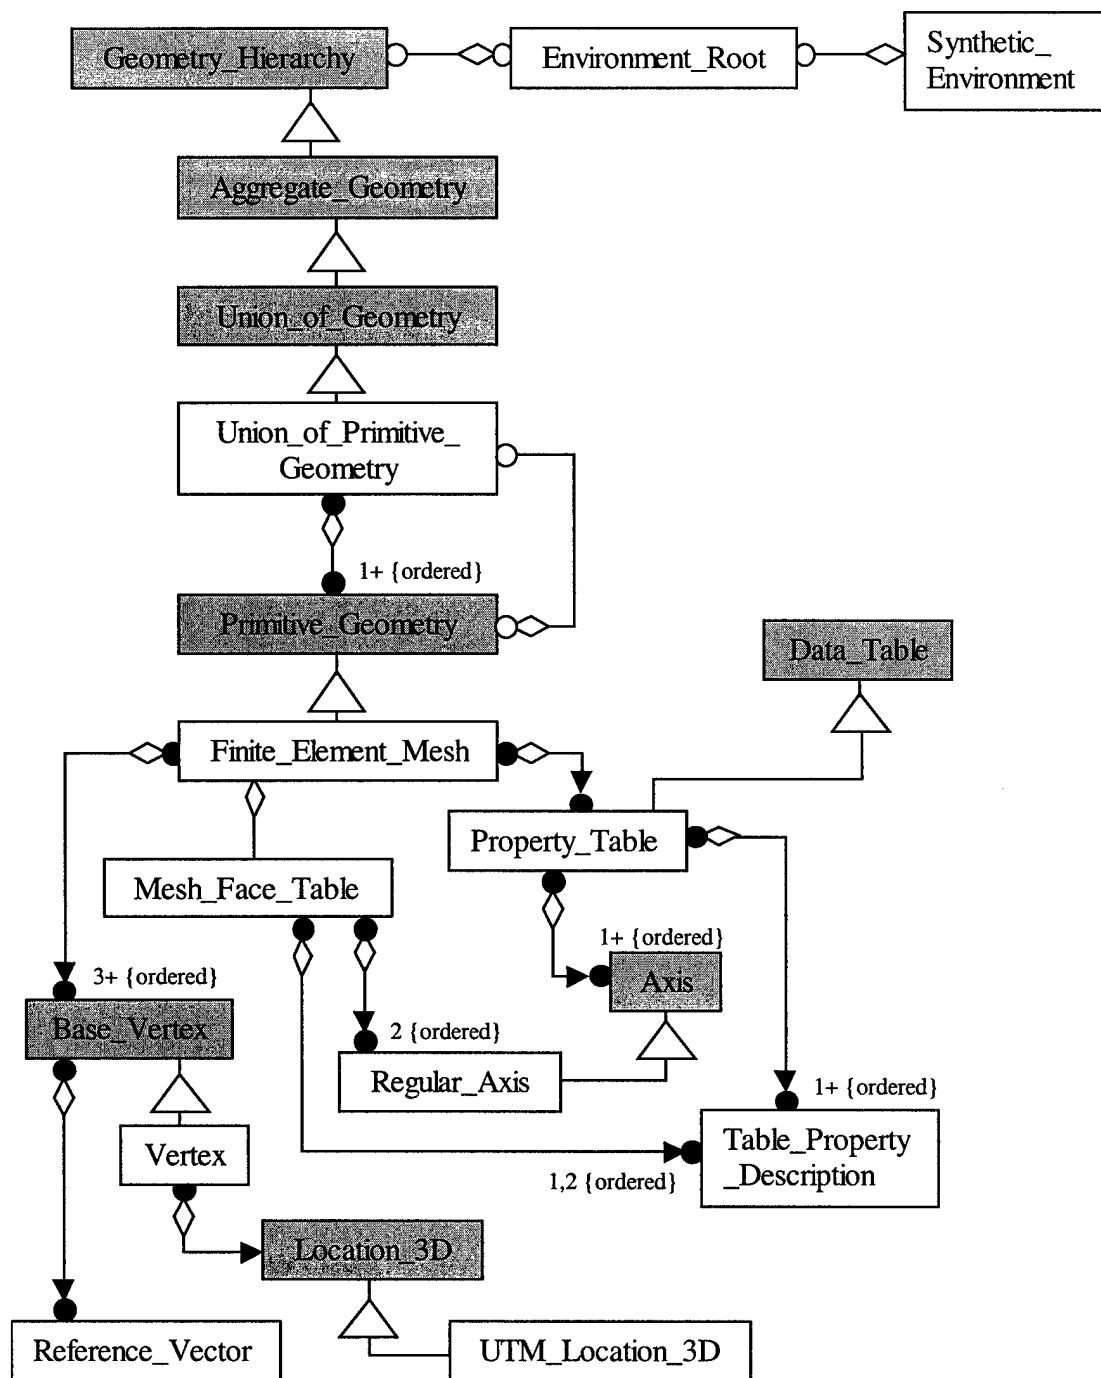 Geometry_Hierarchy
Environment_Root
Synthetic_
Environment
Aggregate_Geometry
Union_of_Geometry
Union_of_Primitive_
Geometry
1+ {ordered}
Primitive_Geometry
Data_Table
Finite_Element_Mesh
Property_Table
Mesh_Face_Table
1+ {ordered}
3+ {ordered}
Axis
Base_Vertex
2 {ordered}
Regular_Axis
1+ {ordered}
Vertex
Table_Property
_Description
1,2 {ordered}
Location_3D
Reference_Vector
UTM_Location_3D